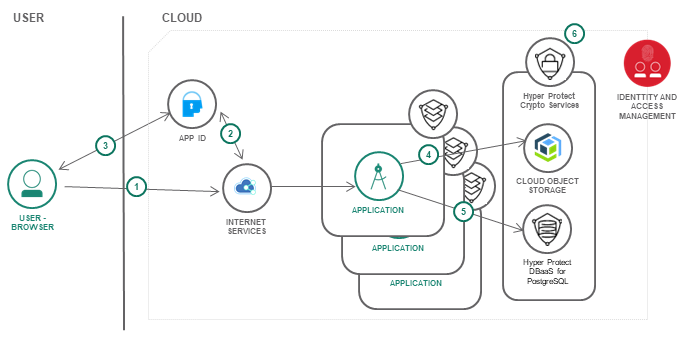 USER
CLOUD
6
Hyper Protect
Crypto Services
IDENTTITY AND
ACCESS
MANAGEMENT
APP ID
2
3
4
1
USER -
BROWSER
INTERNET
SERVICES
APPLICATION
CLOUD OBJECT
STORAGE
5
APPLICATION
Hyper Protect
DBaaS for
PostgreSQL
APPLICATION